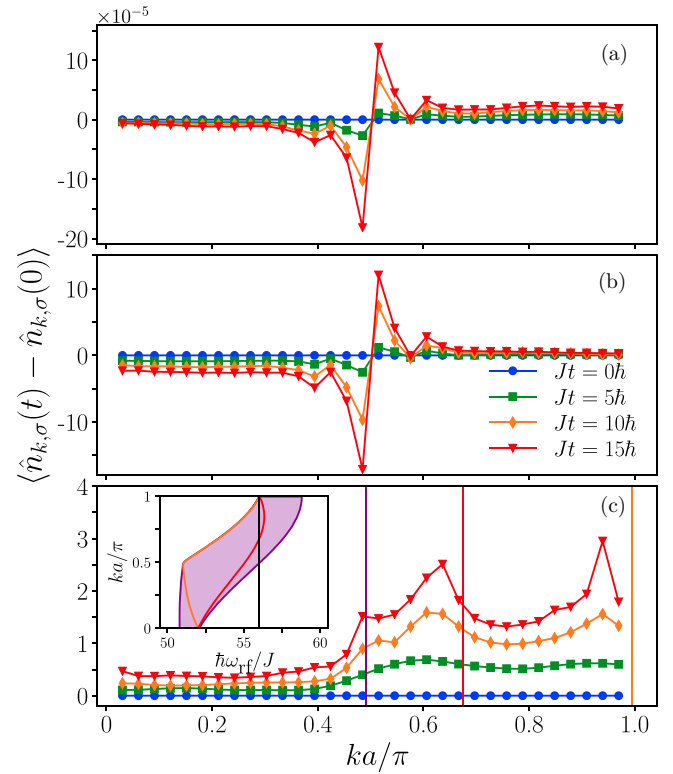 ×10⁻⁵
(a)
10
0
-10
-20
(b)
10
0
-10
Jt = 0ħ
Jt = 5ħ
Jt = 10ħ
Jt = 15ħ
⟨n̂ₖ,σ(t) − n̂ₖ,σ(0)⟩
(c)
4
3
2
1
0
1
0.5
0
ka/π
50 55 60
ħω_rf/J
0 0.2 0.4 0.6 0.8 1.0
ka/π